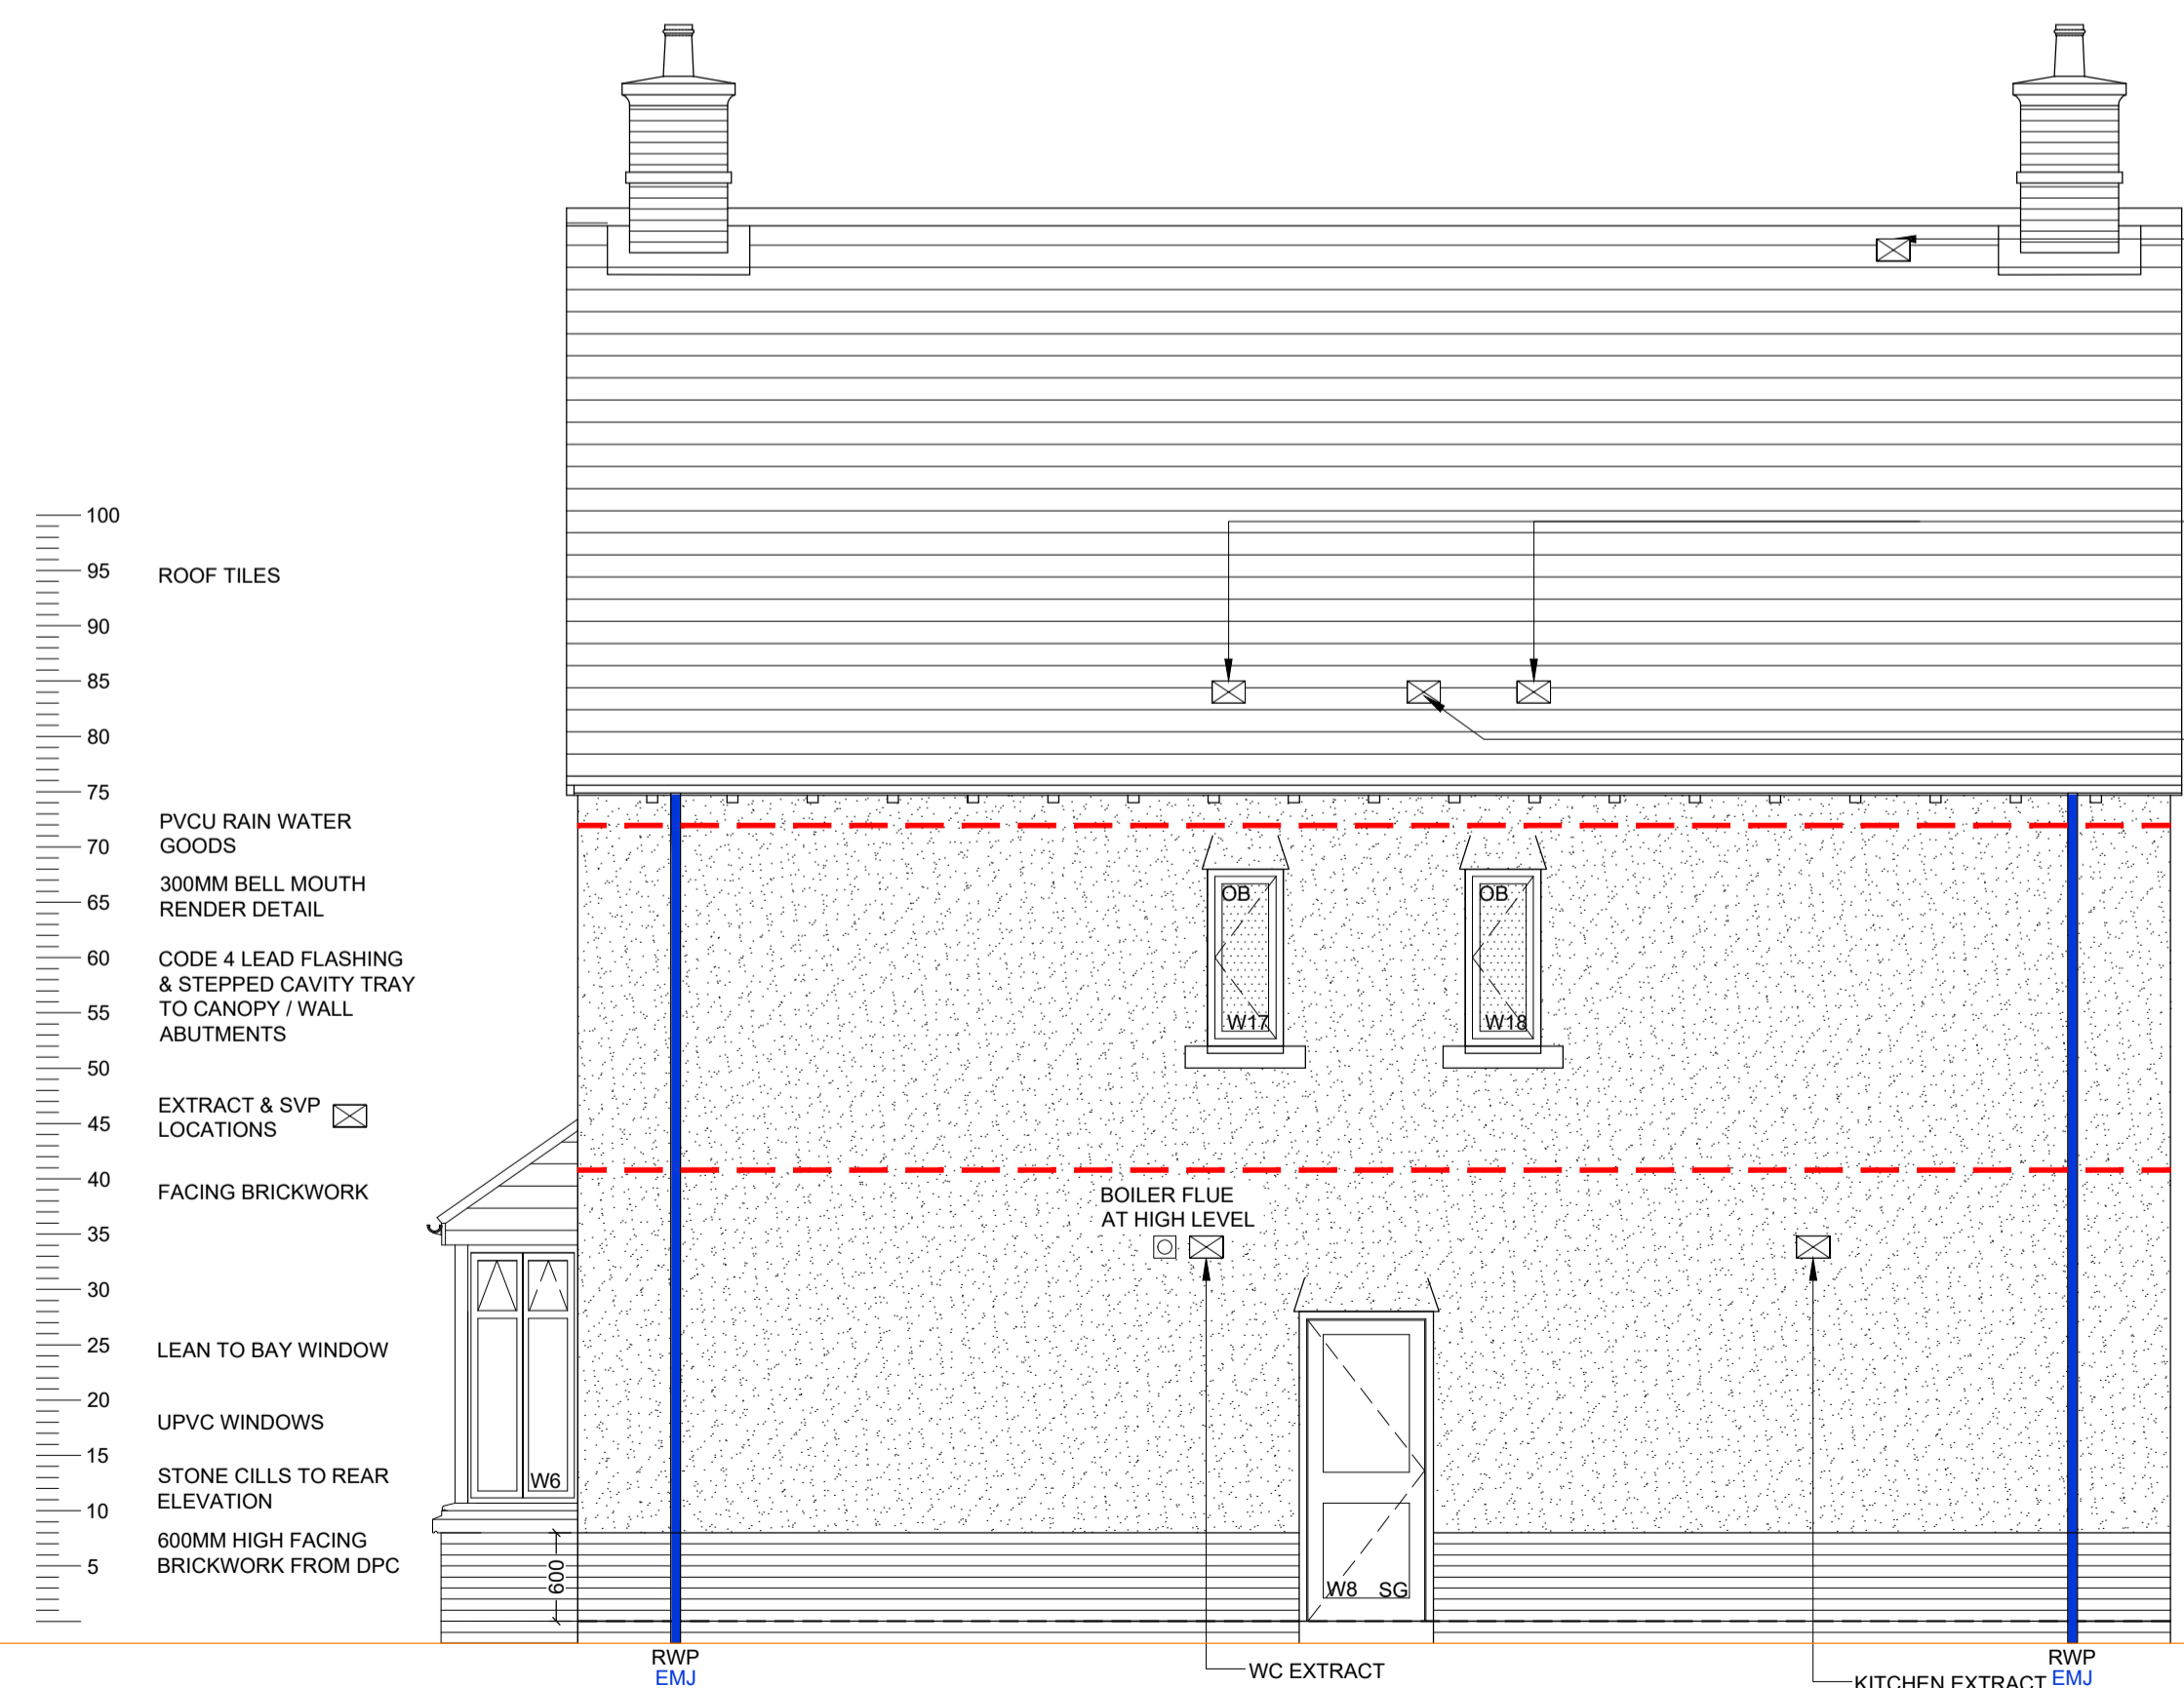 100
95
90
85
80
75
70
65
60
55
50
45
40
35
30
25
20
15
10
5
ROOF TILES
PVCU RAIN WATER
GOODS
300MM BELL MOUTH
RENDER DETAIL
CODE 4 LEAD FLASHING
& STEPPED CAVITY TRAY
TO CANOPY / WALL
ABUTMENTS
EXTRACT & SVP
LOCATIONS
FACING BRICKWORK
LEAN TO BAY WINDOW
UPVC WINDOWS
STONE CILLS TO REAR
ELEVATION
600MM HIGH FACING
BRICKWORK FROM DPC
OB
W17
OB
W18
BOILER FLUE
AT HIGH LEVEL
W6
600
W8 SG
RWP
EMJ
WC EXTRACT
KITCHEN EXTRACT
RWP
EMJ